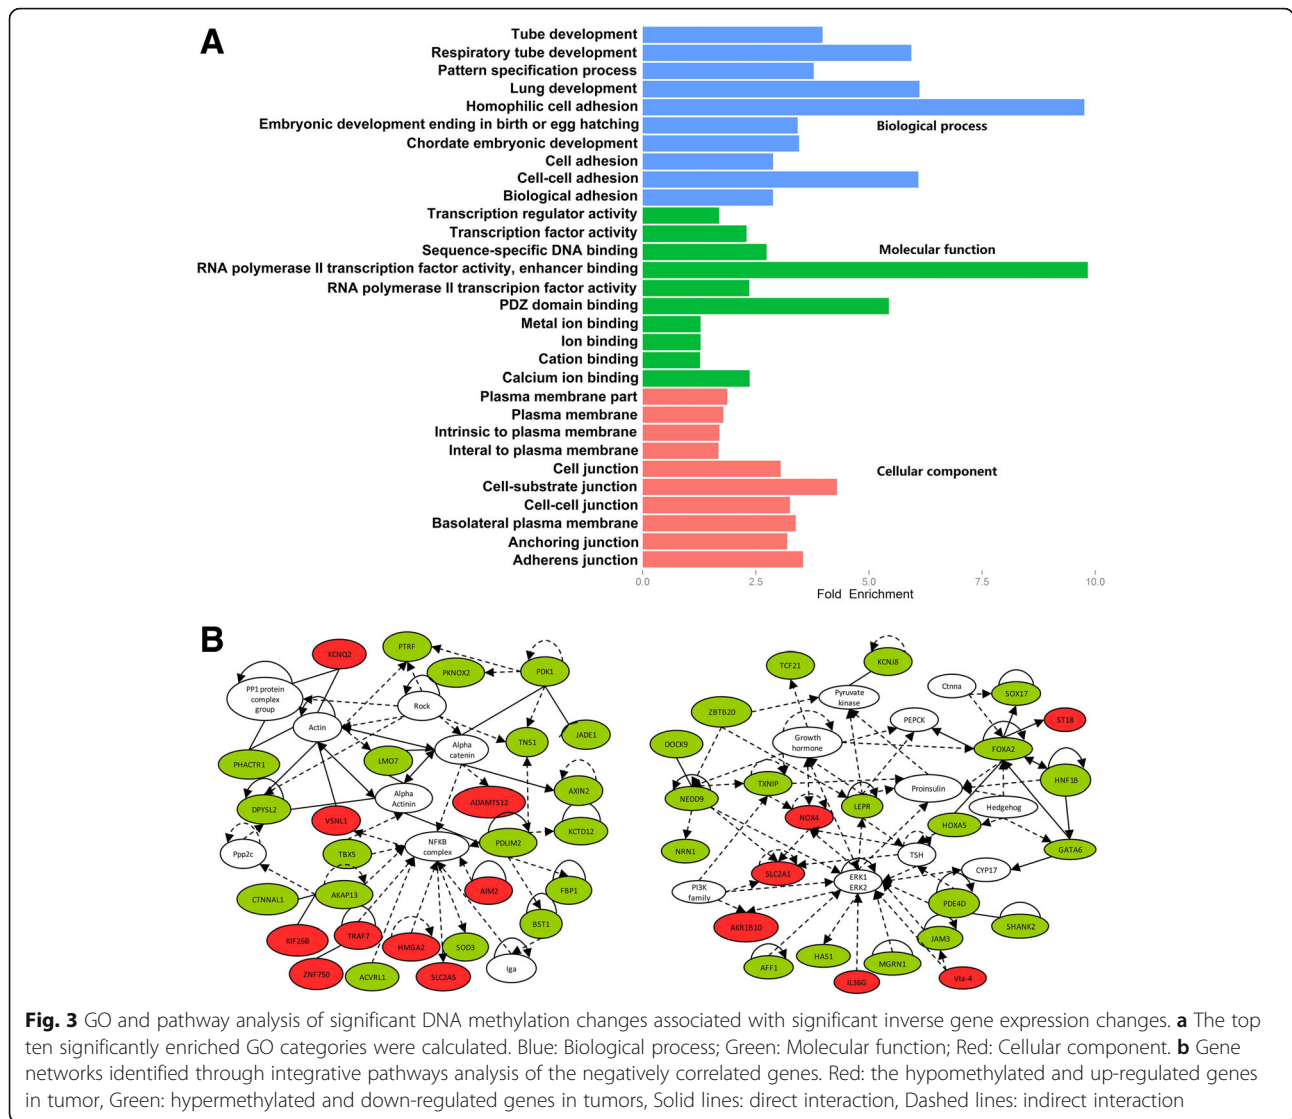 A
Tube development
Respiratory tube development
Pattern specification process
Lung development
Homophilic cell adhesion
Embryonic development ending in birth or egg hatching
Biological process
Chordate embryonic development
Cell adhesion
Cell-cell adhesion
Biological adhesion
Transcription regulator activity
Transcription factor activity
Sequence-specific DNA binding
Molecular function
RNA polymerase II transcription factor activity, enhancer binding
RNA polymerase II transcripion factor activity
PDZ domain binding
Metal ion binding
Ion binding
Cation binding
Calcium ion binding
Plasma membrane part
Plasma membrane
Intrinsic to plasma membrane
Interal to plasma membrane
Cell junction
Cellular component
Cell-substrate junction
Cell-cell junction
Basolateral plasma membrane
Anchoring junction
Adherens junction
0.0 2.5 5.0 7.5 10.0
Fold Enrichment
B
KCNQ2
PTRF
PKNOX2
PDK1
PP1 protein
complex
group
Rock
Actin
Alpha
catenin
TNS1
JADE1
PHACTR1
LMO7
AXIN2
DPYSL2
Alpha
Actinin
ADAMTS12
VSNL1
KCTD12
Ppp2c
TBX5
NFKB
complex
PDLIM2
CTNNAL1
AKAP13
AIM2
FBP1
KIF26B
TRAF7
HMGA2
SOD3
BST1
ZNF750
ACVRL1
SLC2A5
Iga
TCF21
KCNJ8
Pyruvate
kinase
Ctnna
SOX17
ZBTB20
PEPCK
ST18
DOCK9
Growth
hormone
FOXA2
TXNIP
Proinsulin
HNF1B
NEDD9
LEPR
Hedgehog
NOX4
HOXA5
NRN1
TSH
GATA6
SLC2A1
CYP17
PI3K
family
ERK1
ERK2
PDE4D
AKR1B10
SHANK2
JAM3
AFF1
HAS1
MGRN1
IL36G
Vla-4
Fig. 3 GO and pathway analysis of significant DNA methylation changes associated with significant inverse gene expression changes. a The top
ten significantly enriched GO categories were calculated. Blue: Biological process; Green: Molecular function; Red: Cellular component. b Gene
networks identified through integrative pathways analysis of the negatively correlated genes. Red: the hypomethylated and up-regulated genes
in tumor, Green: hypermethylated and down-regulated genes in tumors, Solid lines: direct interaction, Dashed lines: indirect interaction